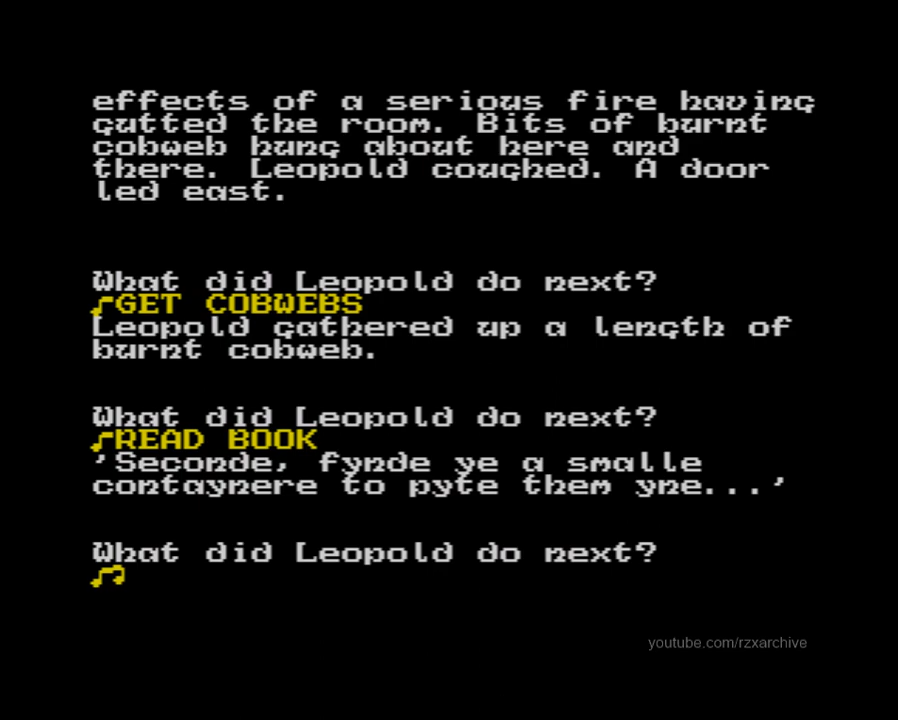 effects of a serious fire having
gutted the room. Bits of burnt
cobweb hung about here and
there. Leopold coughed. A door
led east.
What did Leopold do next?
GET COBWEBS
Leopold gathered up a length of
burnt cobweb.
What did Leopold do next?
READ BOOK
'Seconde, fynde ye a smalle
contaynere to pyte them yne...'
What did Leopold do next?
youtube.com/rzxarchive